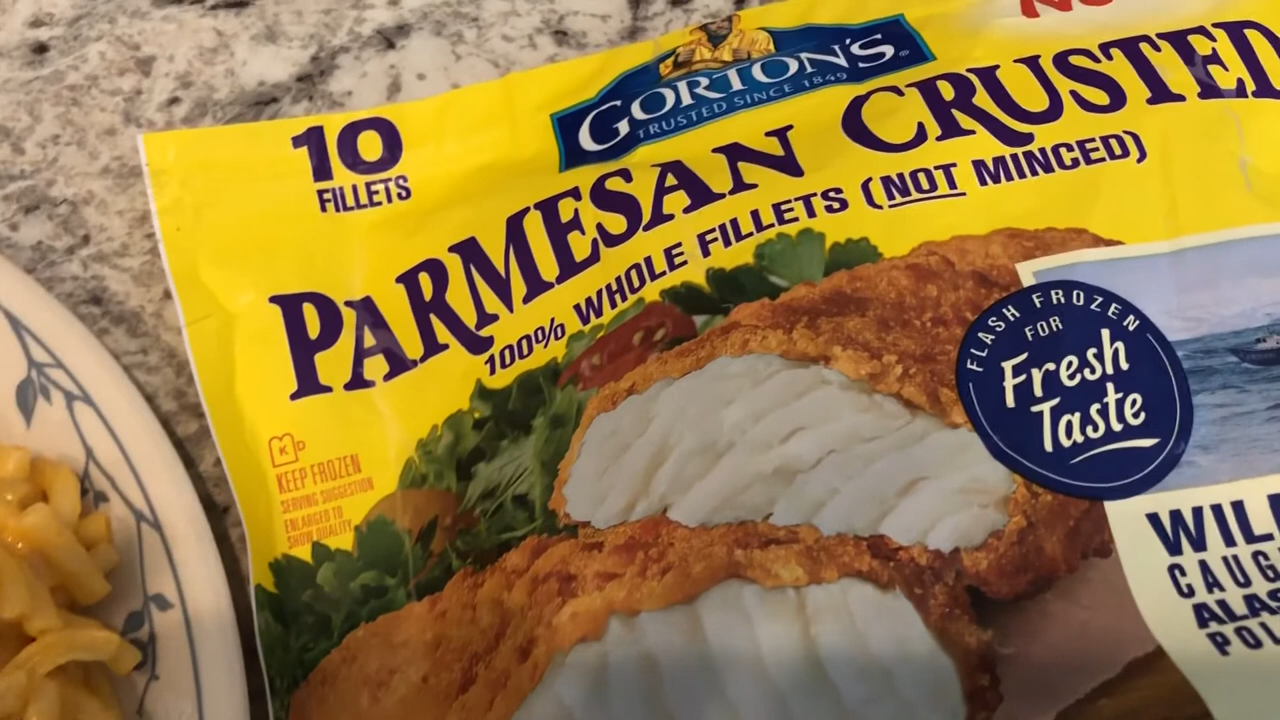 10
FILLETS
GORTON'S
TRUSTED SINCE 1849
PARMESAN CRUSTED
100% WHOLE FILLETS (NOT MINCED)
FLASH FROZEN
FOR
Fresh
Taste
K D
KEEP FROZEN
SERVING SUGGESTION
ENLARGED TO
SHOW QUALITY